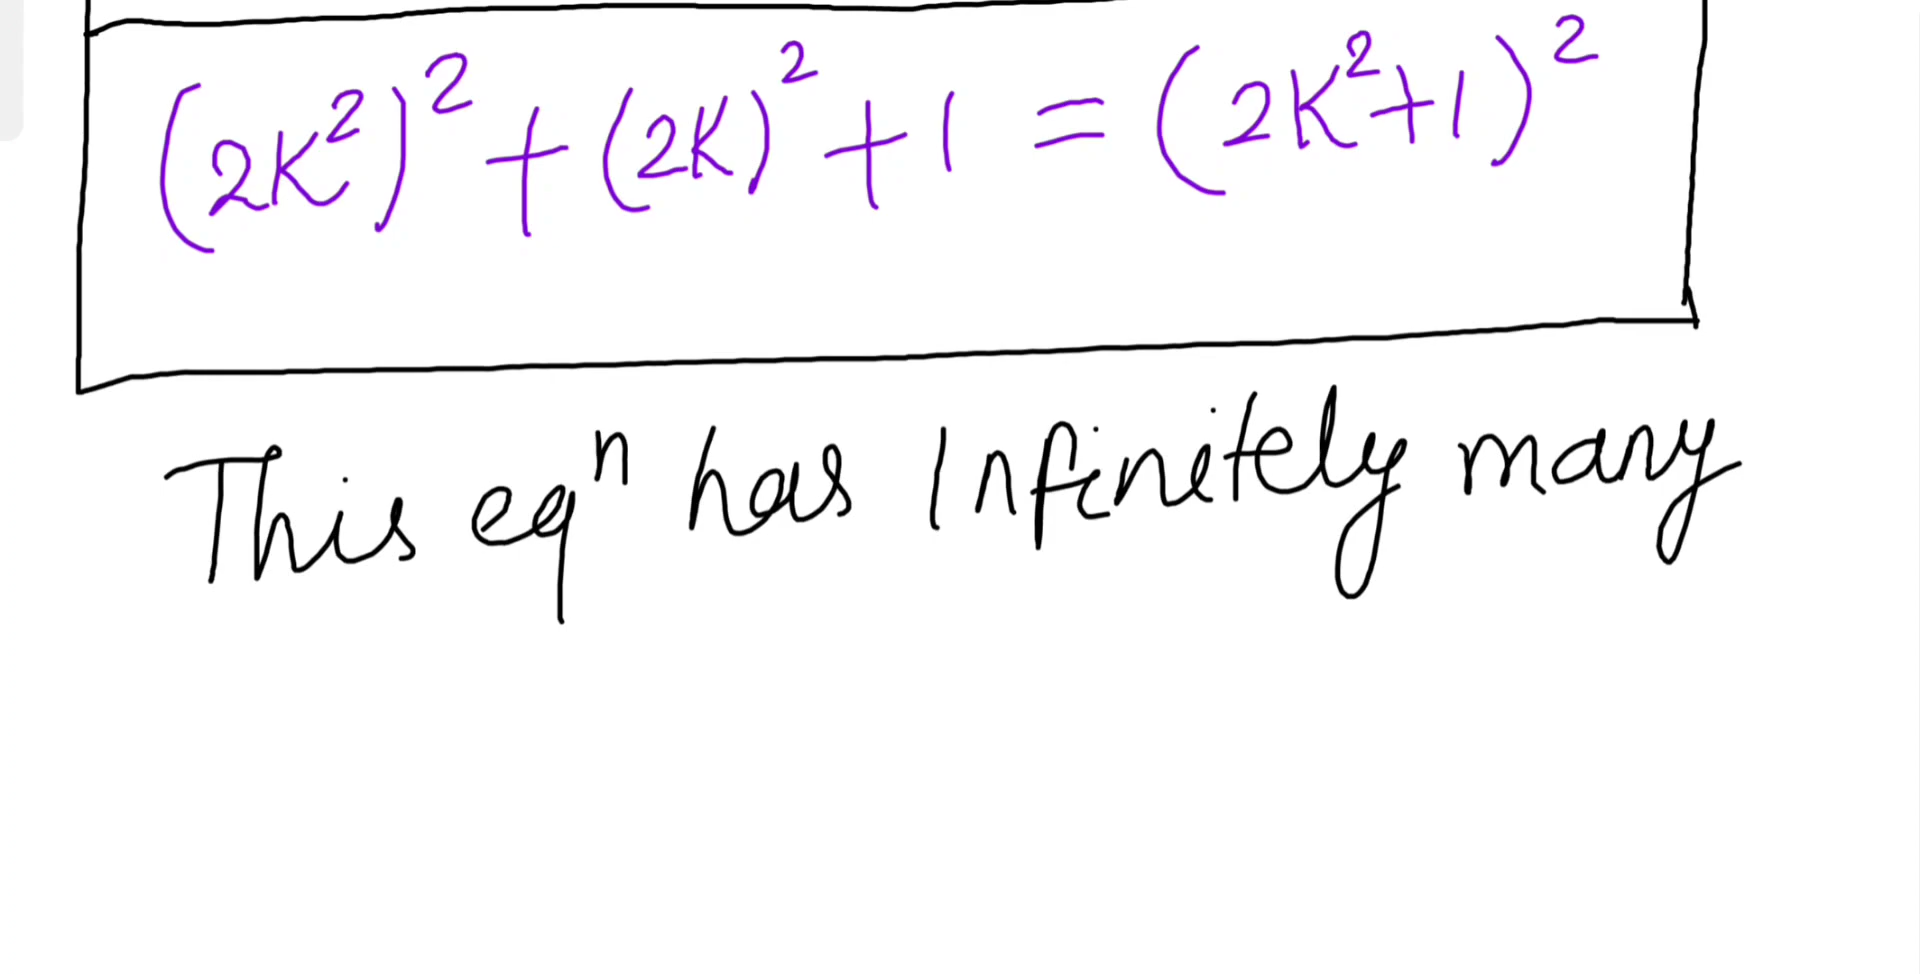 (2K²)² + (2K)² + 1 = (2K²+1)²
This eqⁿ has Infinitely many